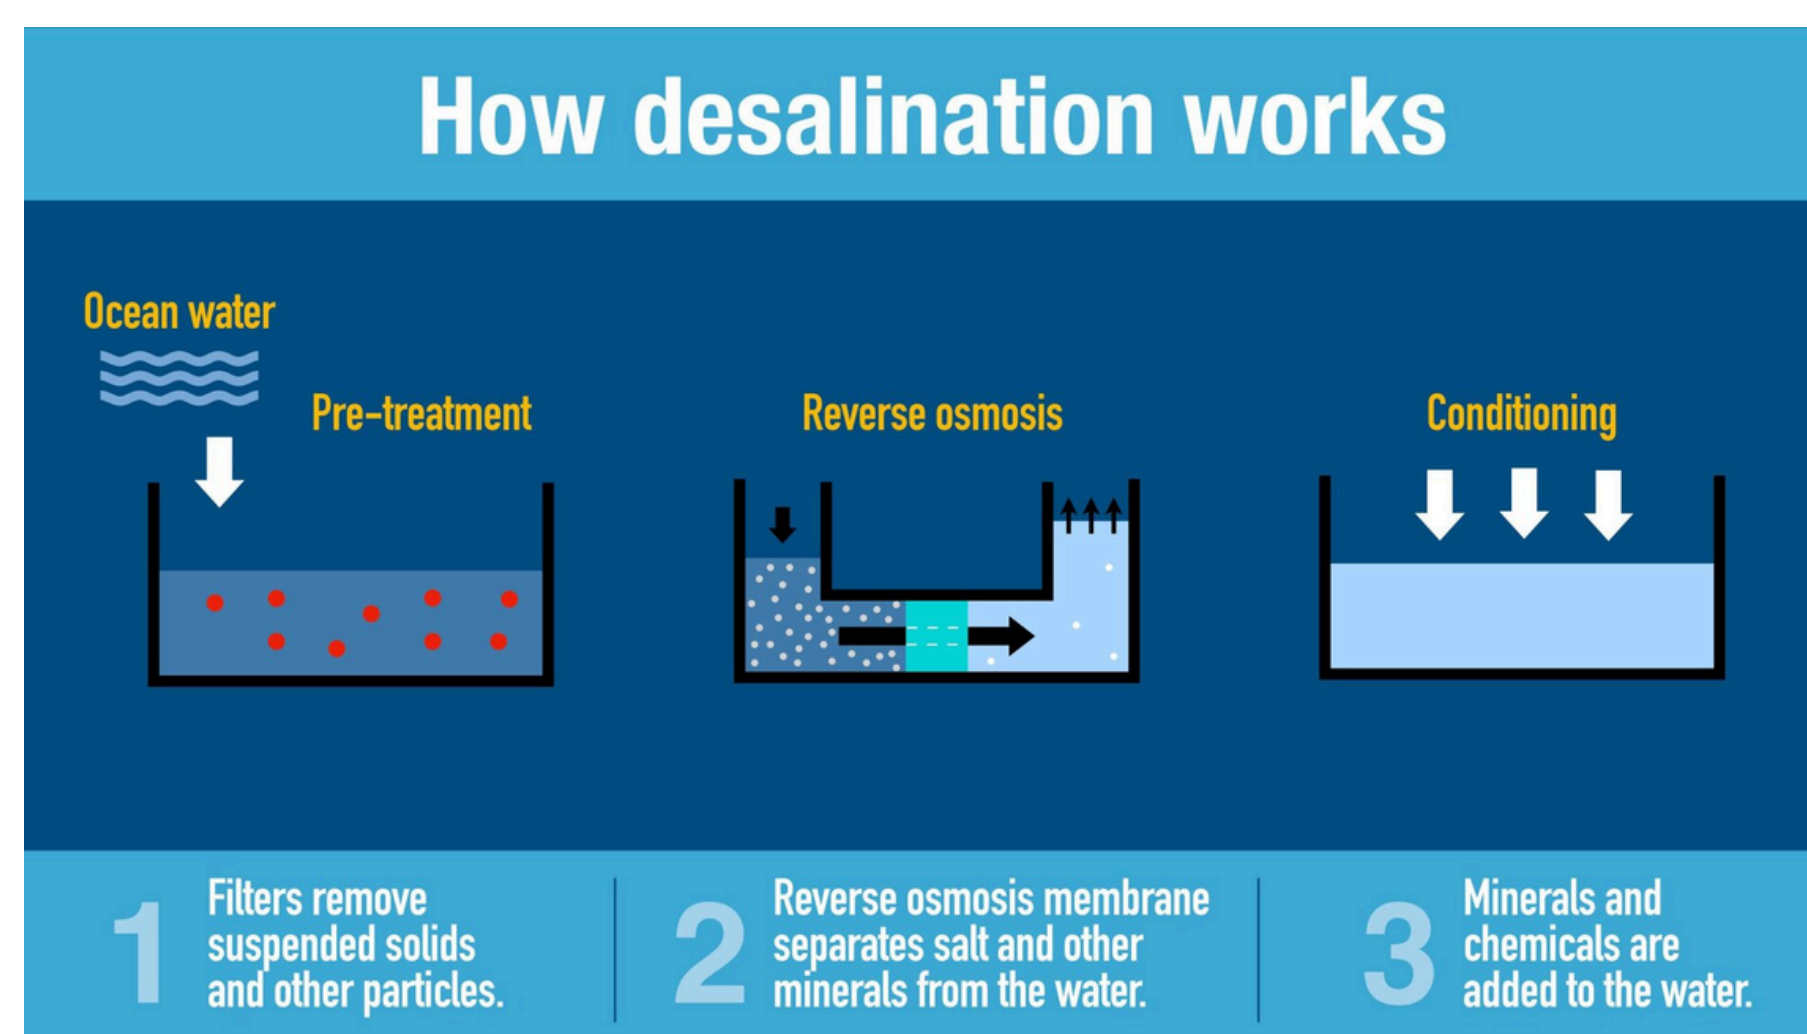 How desalination works
Ocean water
Pre-treatment
Reverse osmosis
Conditioning
1
Filters remove
suspended solids
and other particles.
2
Reverse osmosis membrane
separates salt and other
minerals from the water.
3
Minerals and
chemicals are
added to the water.